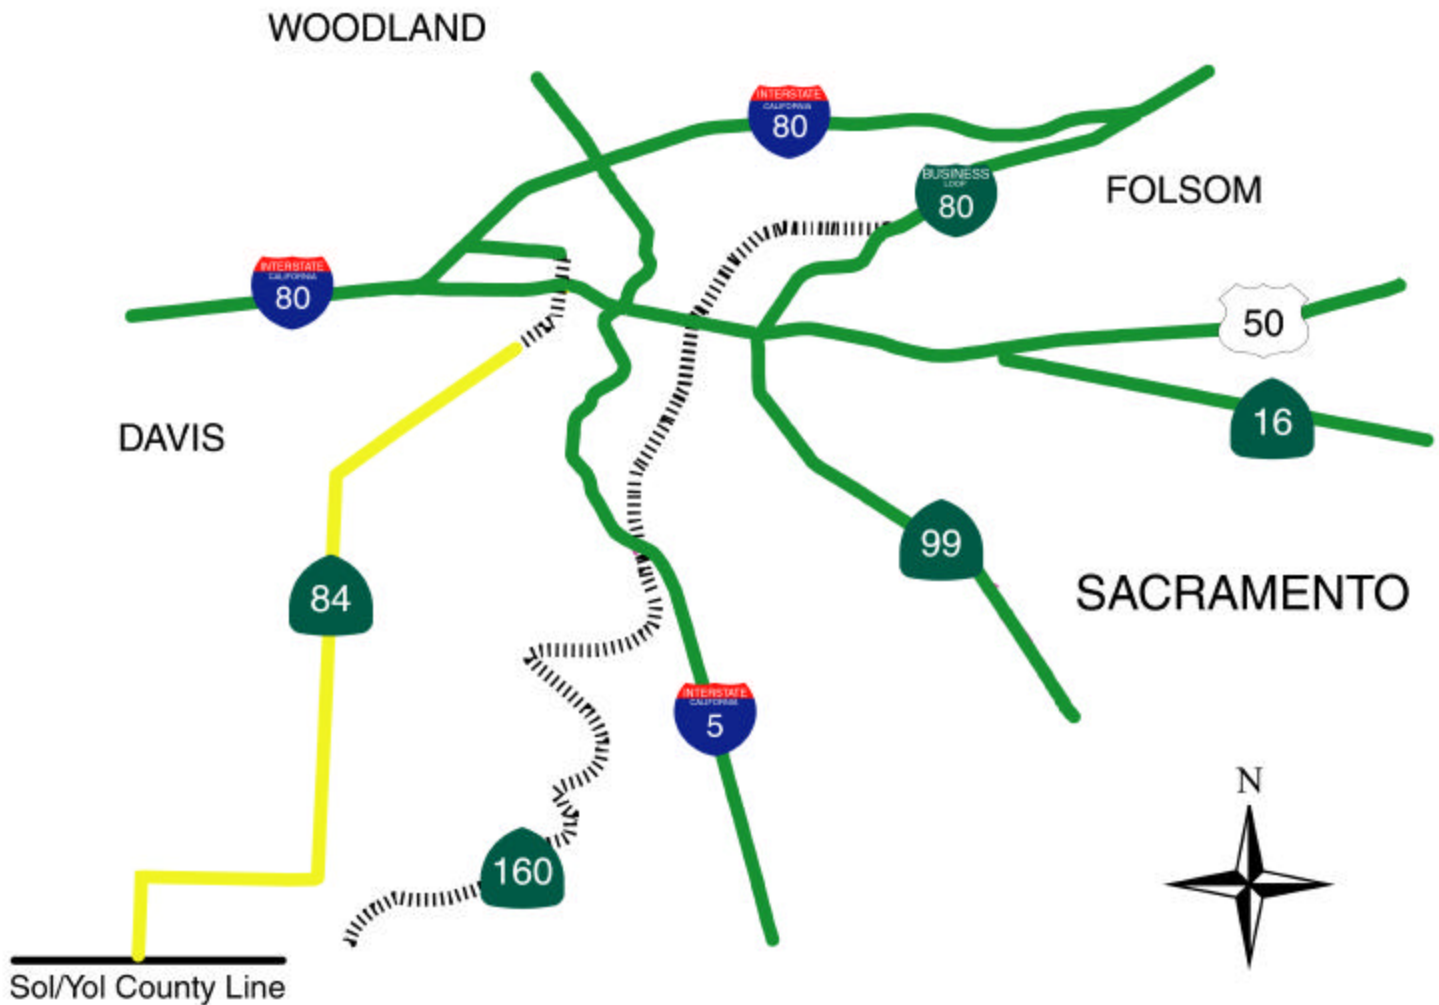 WOODLAND
INTERSTATE
CALIFORNIA
80
BUSINESS
LOOP
80
FOLSOM
INTERSTATE
CALIFORNIA
80
50
16
DAVIS
99
84
SACRAMENTO
INTERSTATE
CALIFORNIA
5
N
160
Sol/Yol County Line